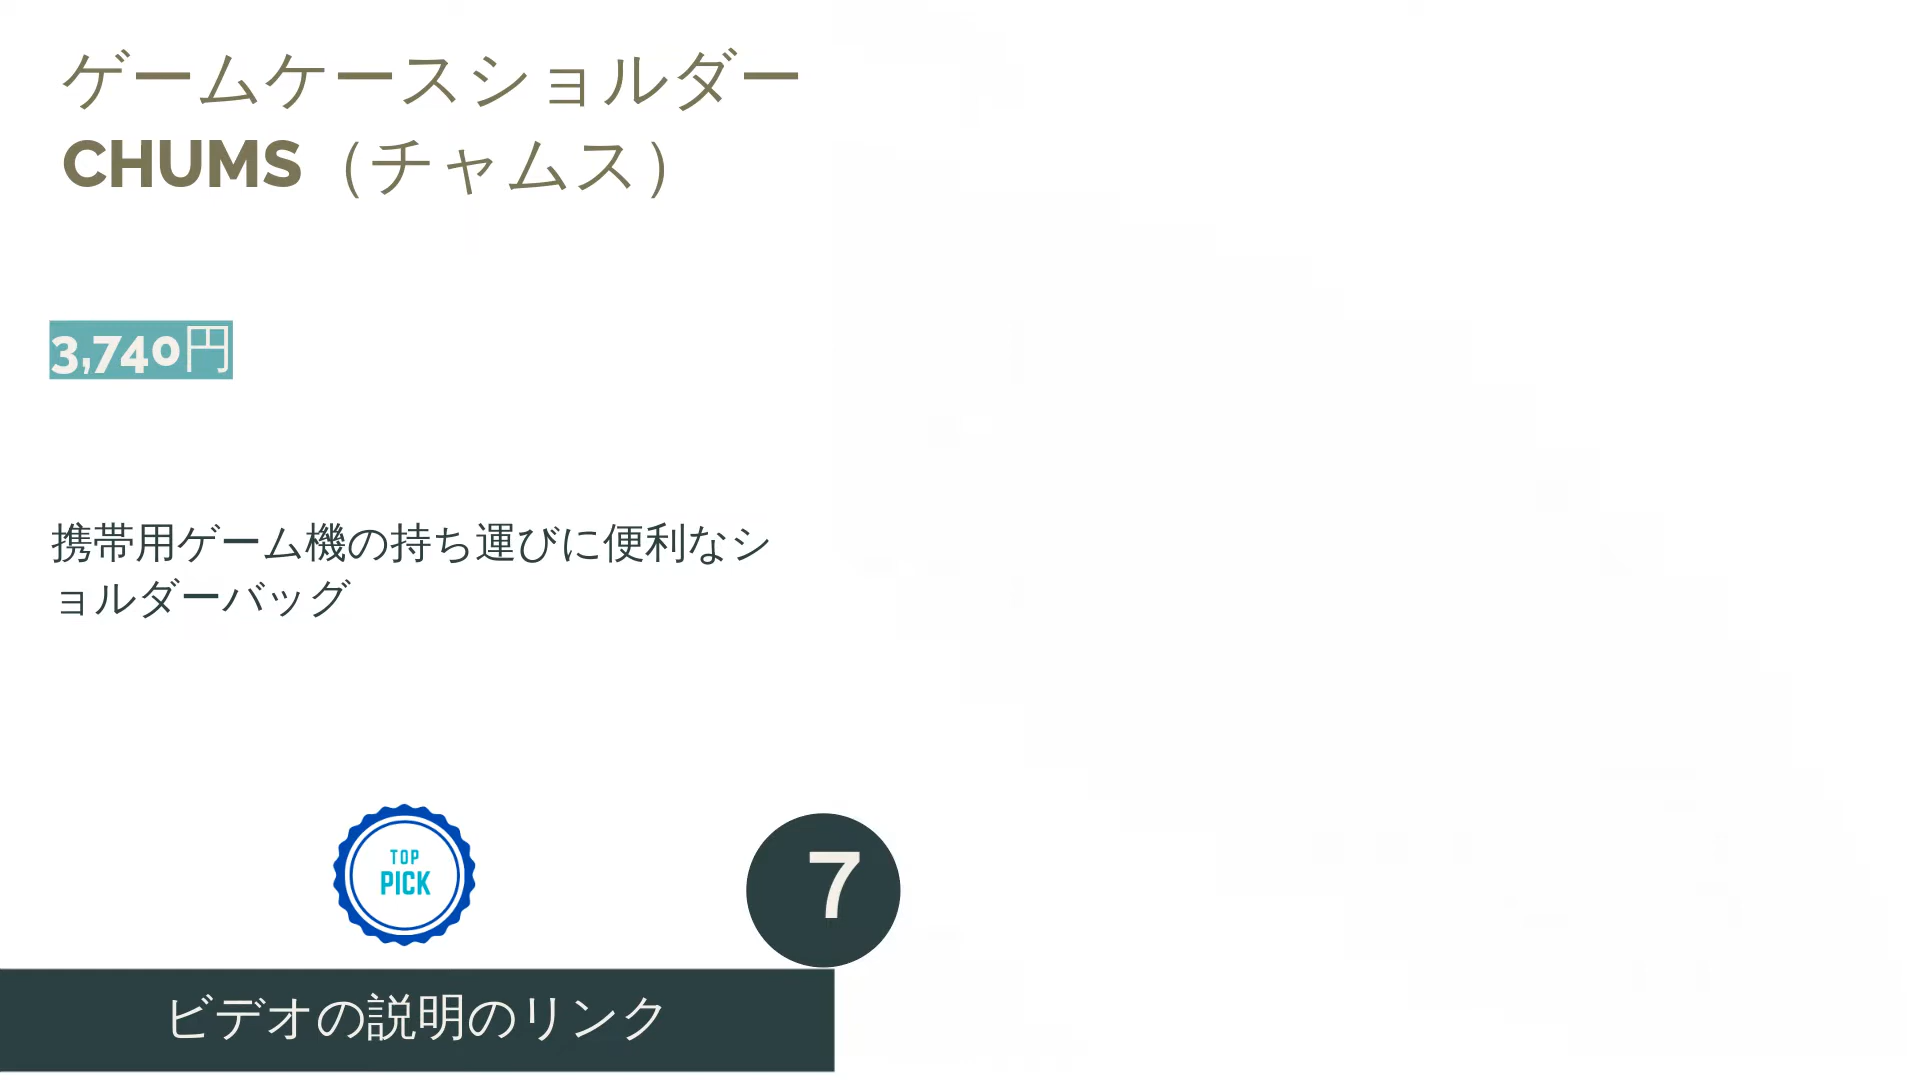 ゲームケースショルダー
CHUMS（チャムス）
3,740円
携帯用ゲーム機の持ち運びに便利なシ
ョルダーバッグ
TOP
PICK
7
ビデオの説明のリンク